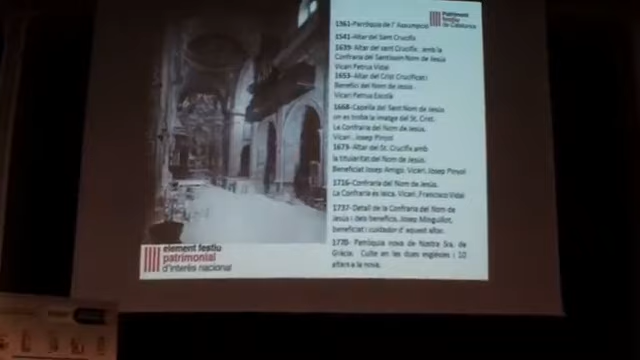 1361-Parròquia de l' Assumpció
Patrimoni
festiu
de Catalunya
1541-Altar del Sant Crucifix
1639- Altar del sant Crucifix , amb la
Confraria del Santíssim Nom de Jesús
Vicari Petrus Vidal
1653- Altar del Crist Crucificat i
Benefici del Nom de Jesús.
Vicari Petrus Escolà
1668-Capella del Sant Nom de Jesús
on es troba la imatge del St. Crist.
La Confraria del Nom de Jesús.
Vicari , Josep Pinyol
1673-Altar del St. Crucifix amb
la titularitat del Nom de Jesús.
Beneficiat Josep Amigo. Vicari, Josep Pinyol
1716-Confraria del Nom de Jesús.
La Confraria es laica. Vicari ,Francisco Vidal
1737- Detall de la Confraria del Nom de
Jesús i dels beneficis. Josep Minguillot,
beneficiat i cuidador d' aquest altar.
1770- Parròquia nova de Nostra Sra. de
Gràcia. Culte en les dues esglésies i 10
altars a la nova.
element festiu
patrimonial
d'interès nacional